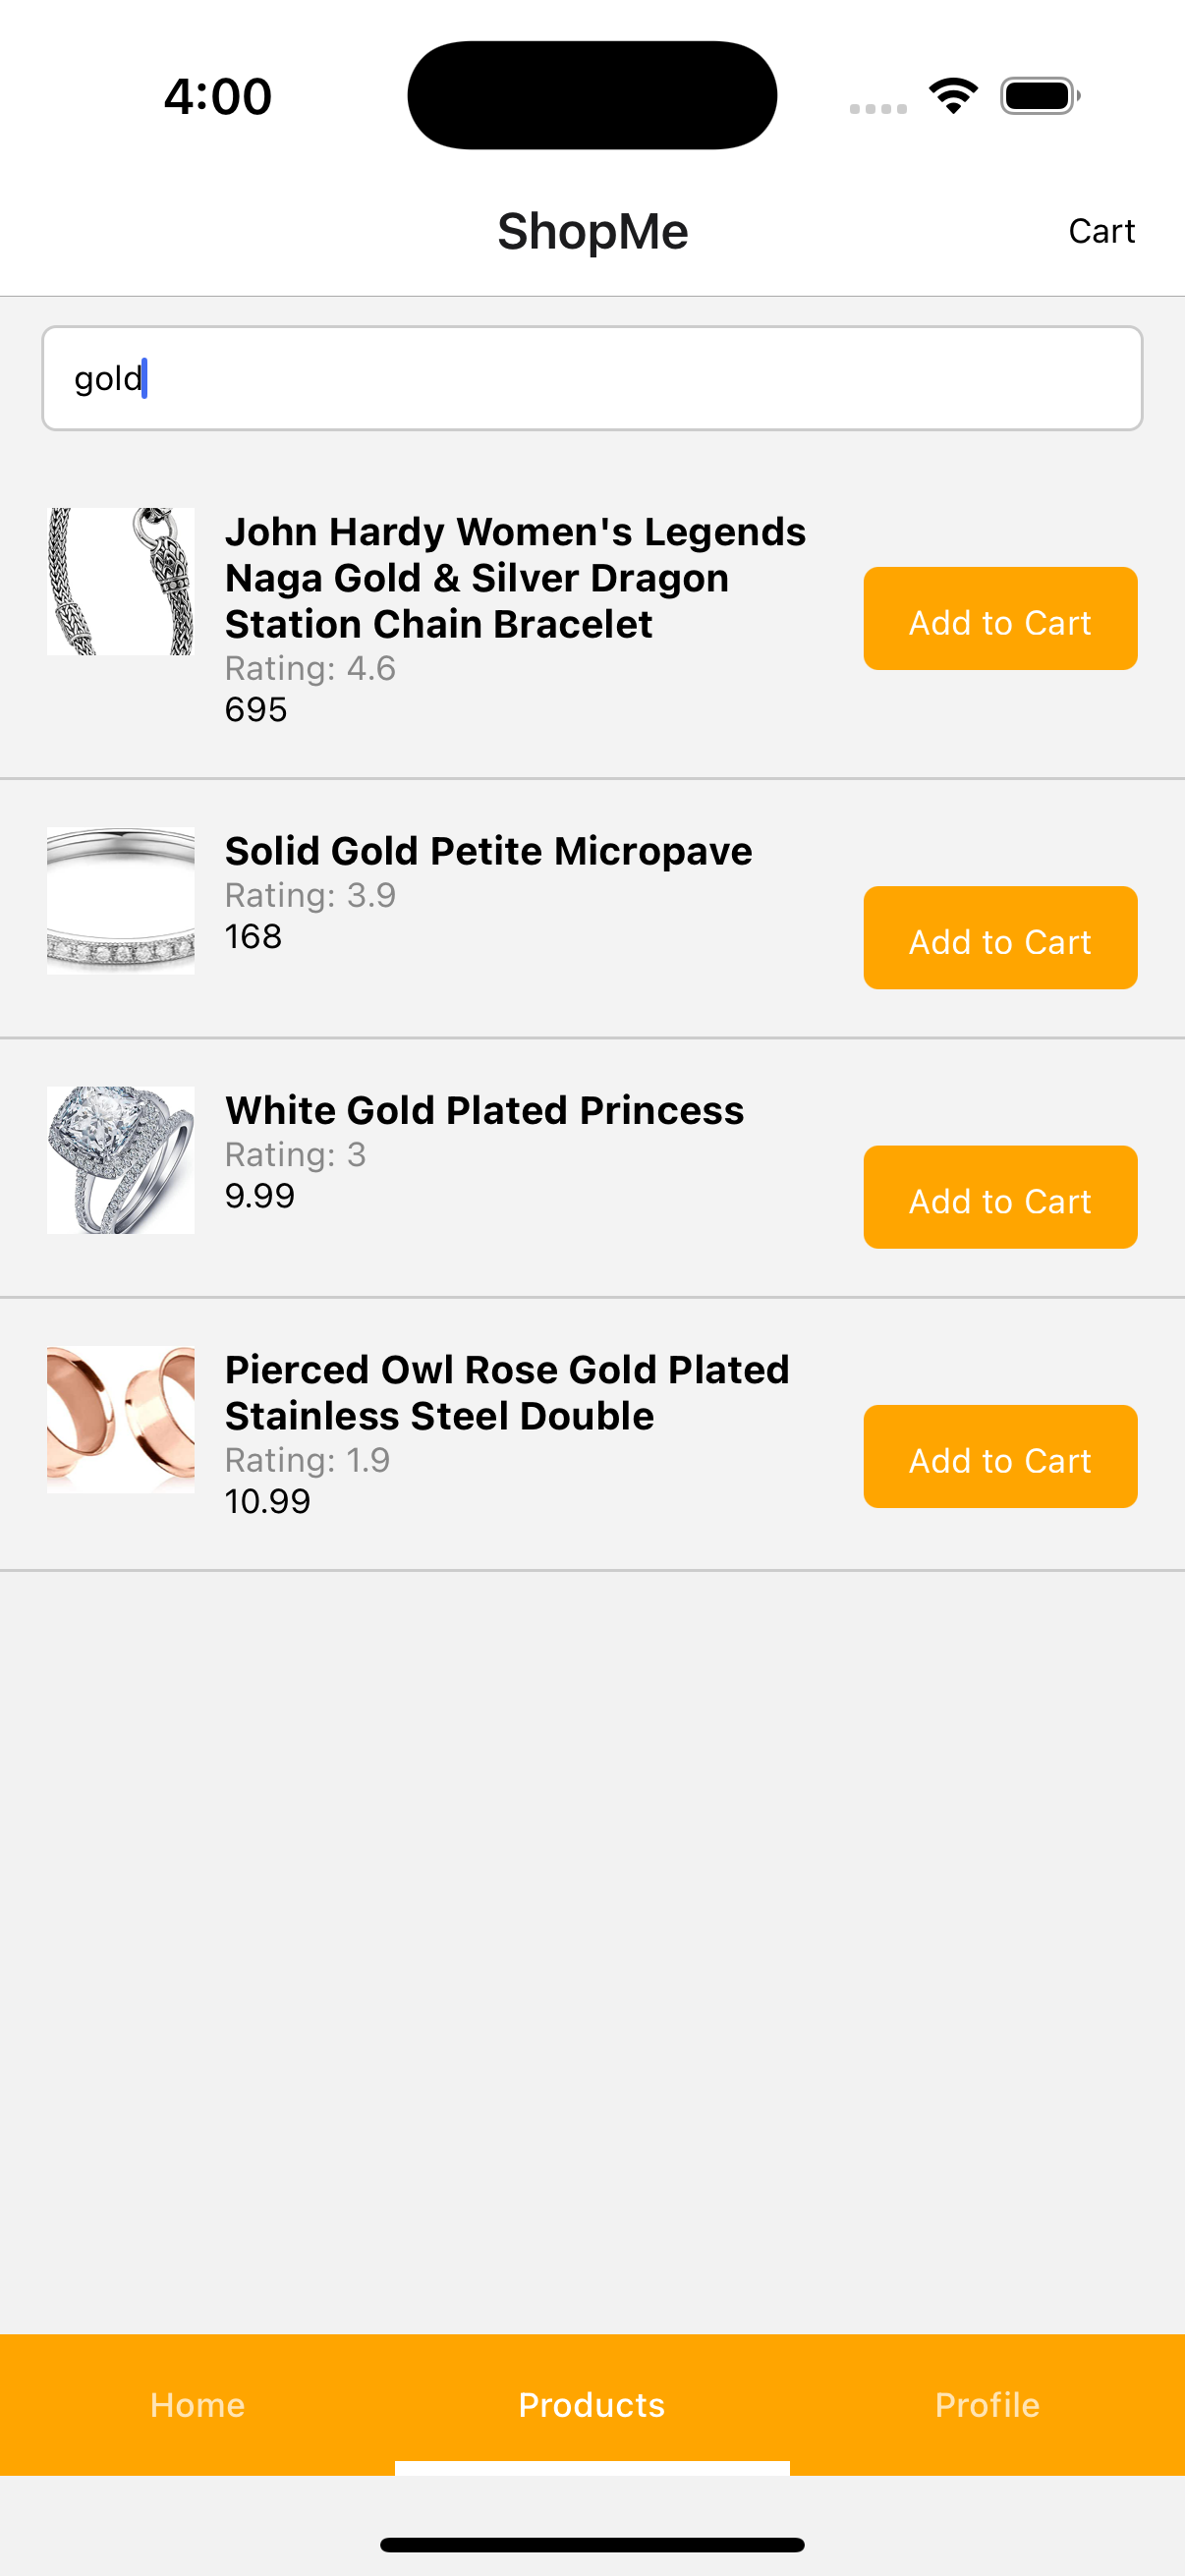 4:00
ShopMe
Cart
gold
John Hardy Women's Legends
Naga Gold & Silver Dragon
Station Chain Bracelet
Rating: 4.6
695
Add to Cart
Solid Gold Petite Micropave
Rating: 3.9
168
Add to Cart
White Gold Plated Princess
Rating: 3
9.99
Add to Cart
Pierced Owl Rose Gold Plated
Stainless Steel Double
Rating: 1.9
10.99
Add to Cart
Home
Products
Profile